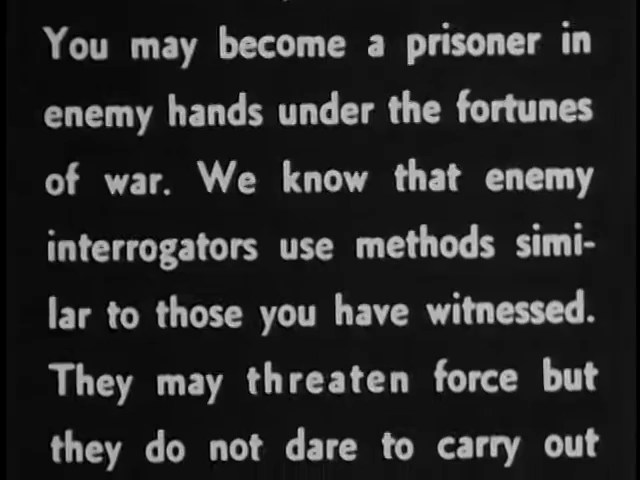 You may become a prisoner in
enemy hands under the fortunes
of war. We know that enemy
interrogators use methods simi-
lar to those you have witnessed.
They may threaten force but
they do not dare to carry out